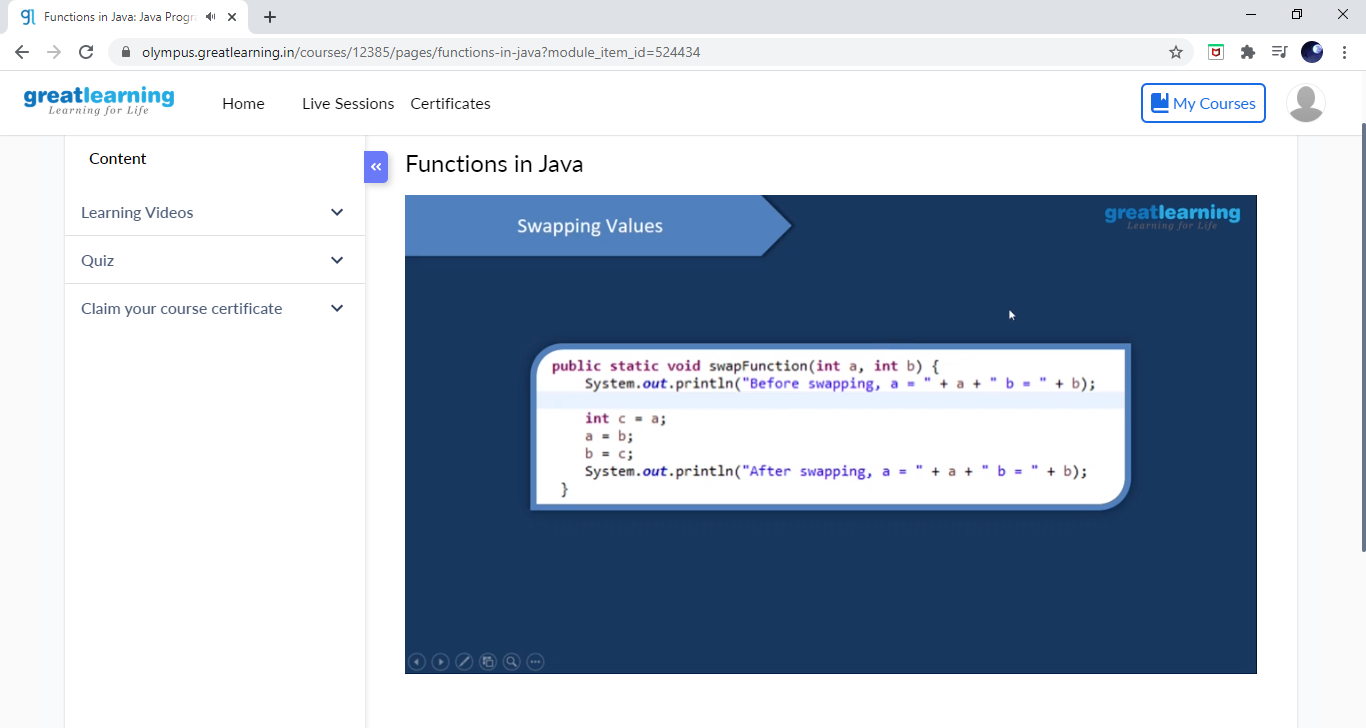 Functions in Java: Java Progr
olympus.greatlearning.in/courses/12385/pages/functions-in-java?module_item_id=524434
greatlearning
Learning for Life
Home Live Sessions Certificates
My Courses
Content
Learning Videos
Quiz
Claim your course certificate
Functions in Java
Swapping Values
greatlearning
Learning for Life
public static void swapFunction(int a, int b) {
System.out.println("Before swapping, a = " + a + " b = " + b);
int c = a;
a = b;
b = c;
System.out.println("After swapping, a = " + a + " b = " + b);
}